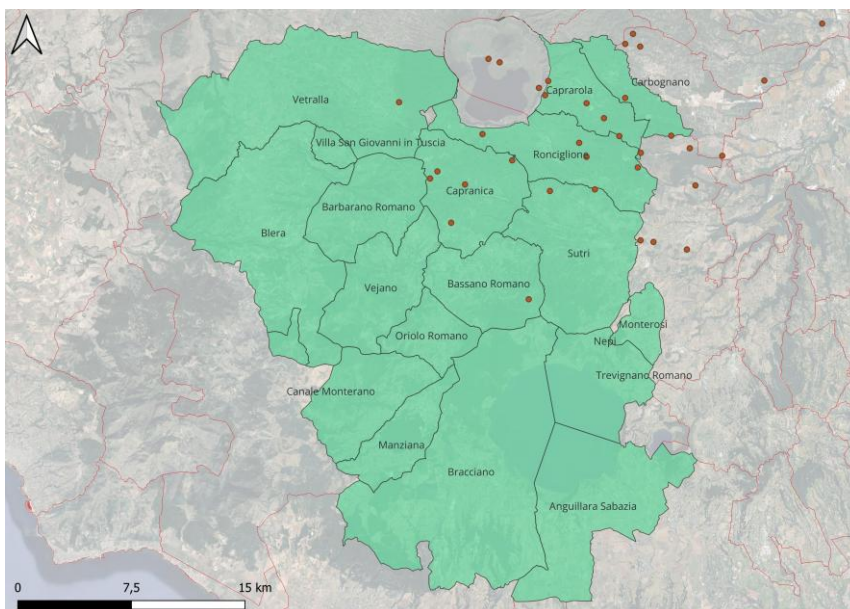 Carbognano
Caprarola
Vetralla
Villa San Giovanni in Tuscia
Ronciglione
Capranica
Barbarano Romano
Blera
Sutri
Vejano
Bassano Romano
Monterosi
Oriolo Romano
Nepi
Trevignano Romano
Canale Monterano
Manziana
Bracciano
Anguillara Sabazia
0 7,5 15 km